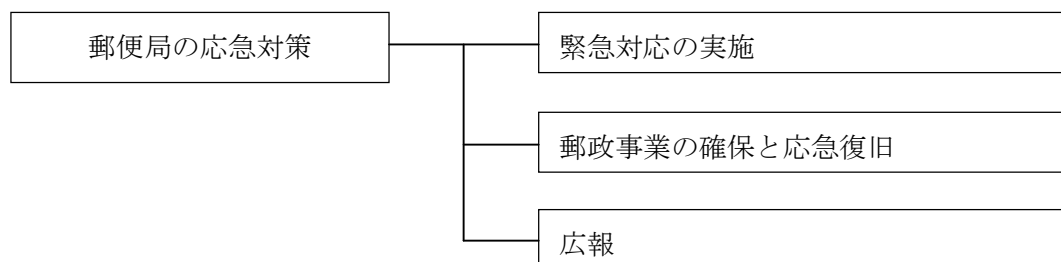 郵便局の応急対策
緊急対応の実施
郵政事業の確保と応急復旧
広報